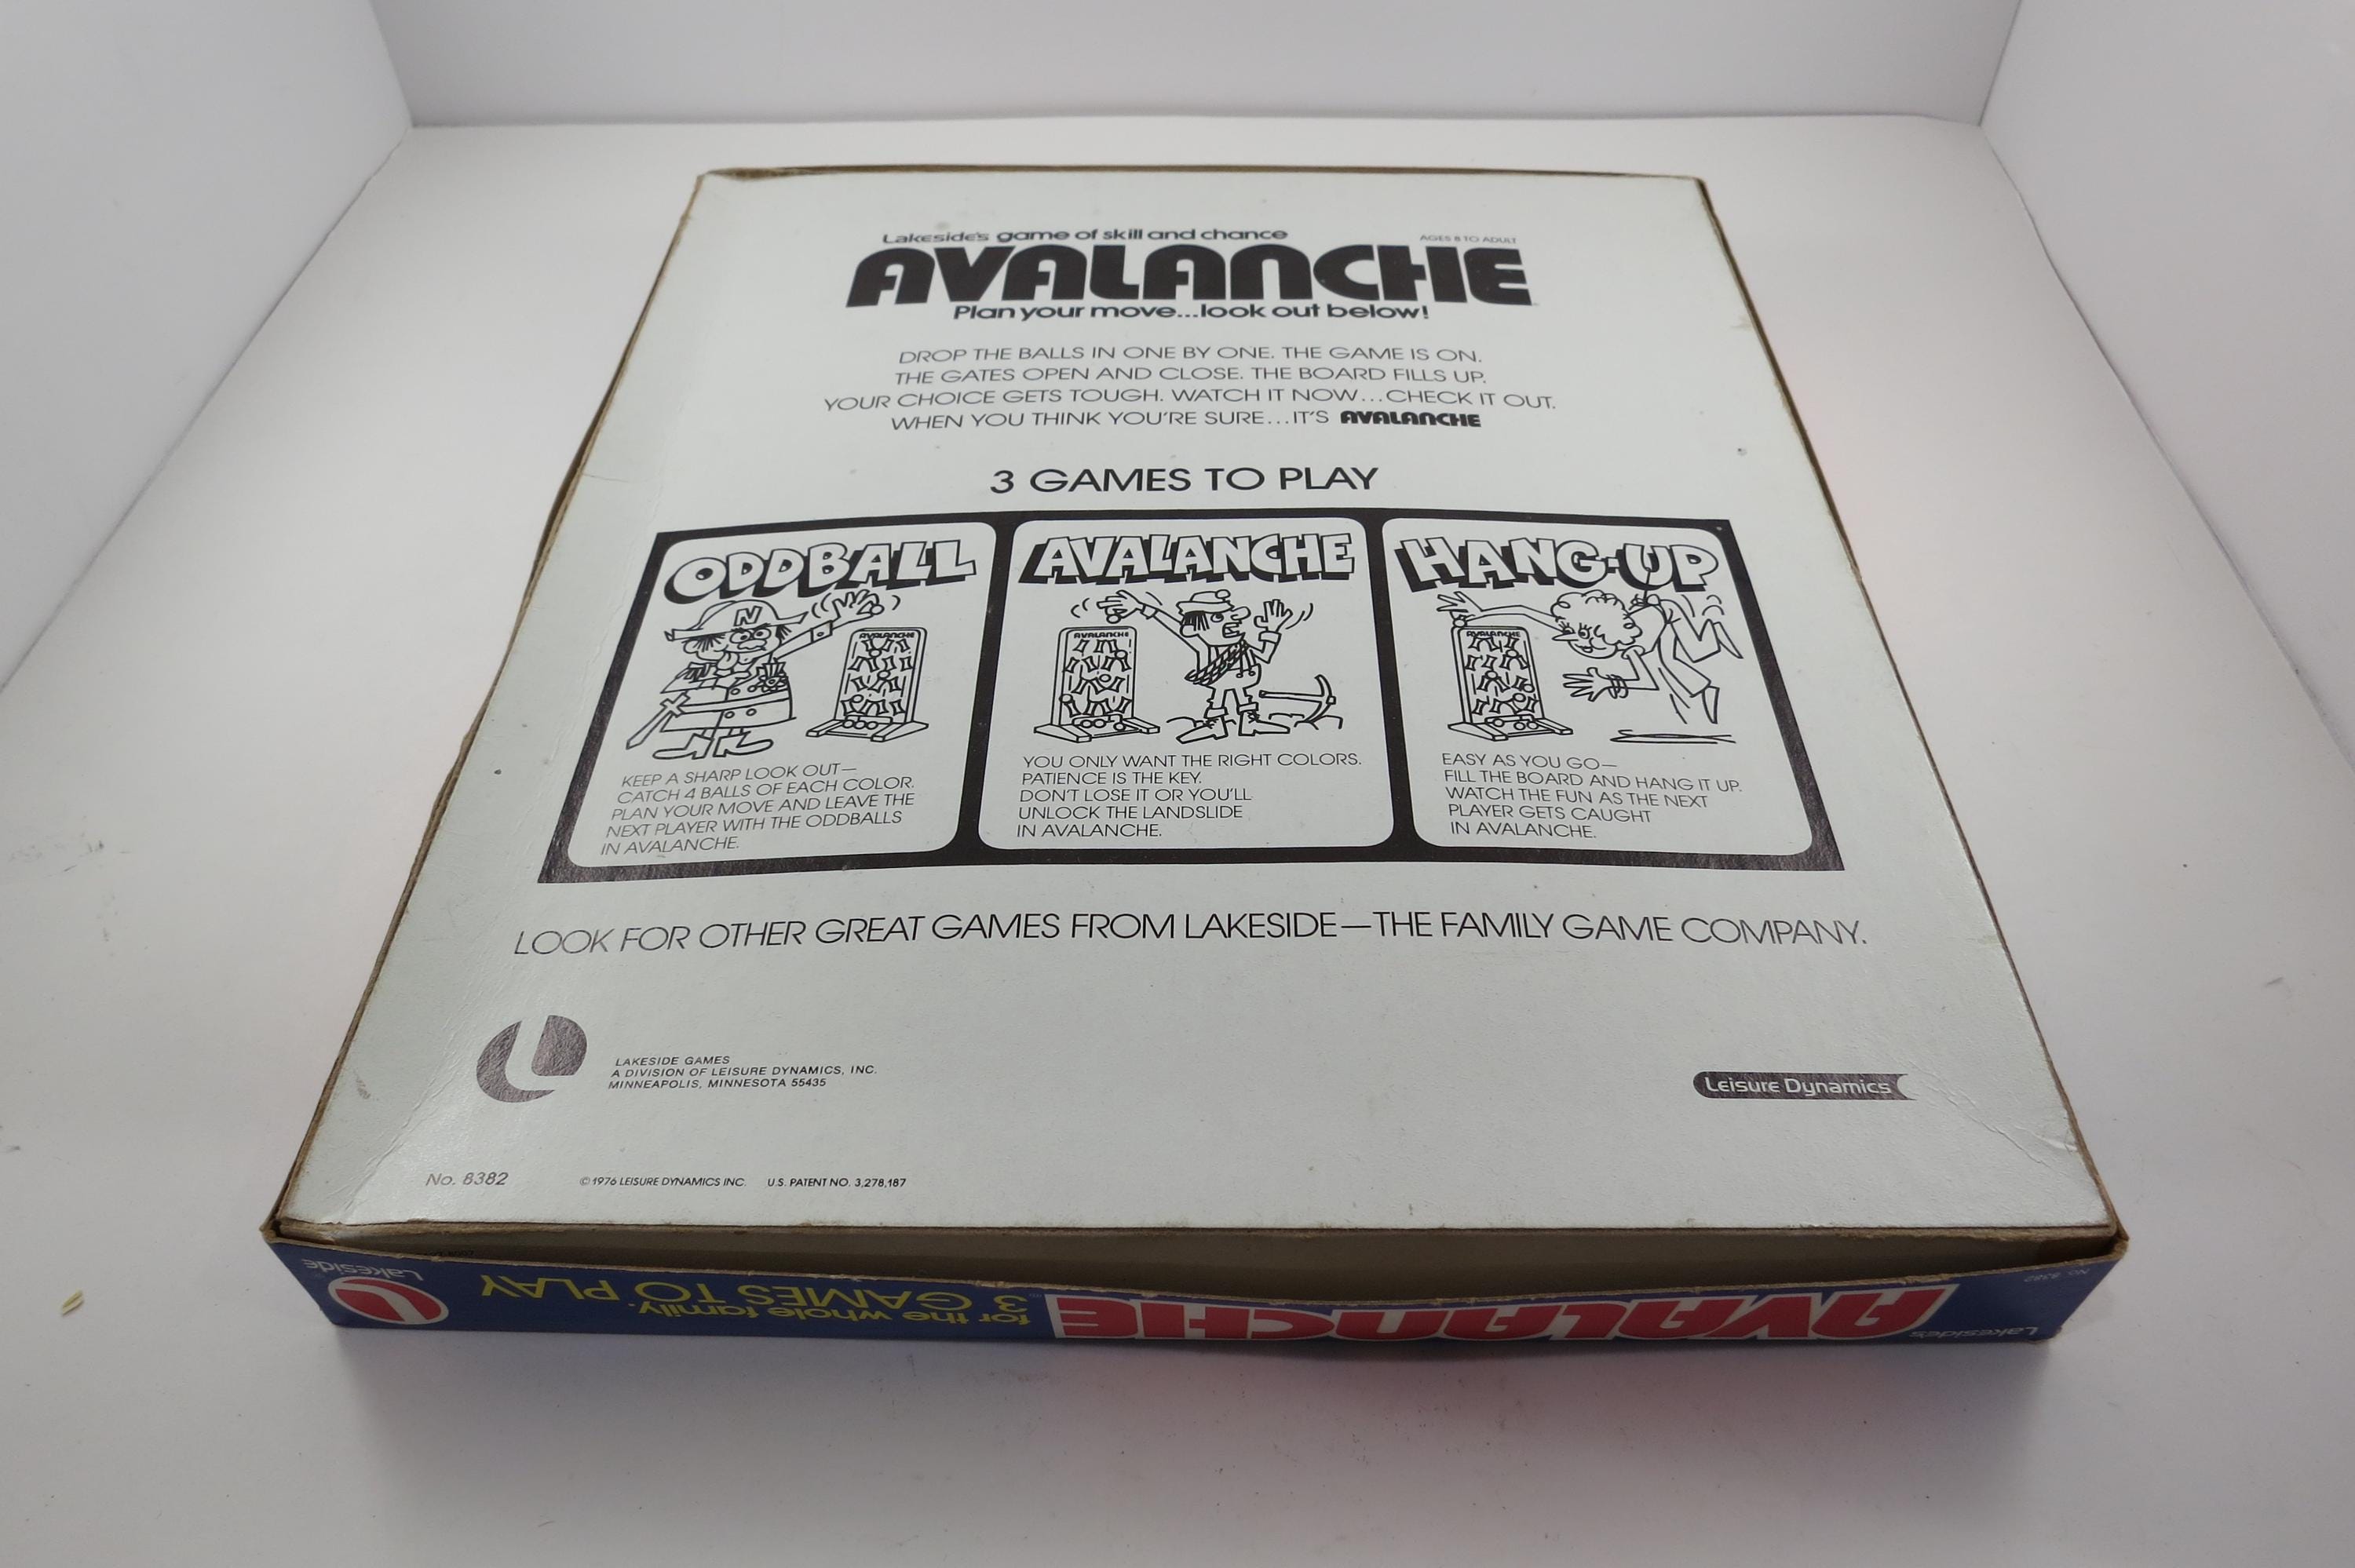 Lakeside's game of skill and chance
AGES 8 TO ADULT
AVALANCHE
Plan your move...look out below!
DROP THE BALLS IN ONE BY ONE. THE GAME IS ON.
THE GATES OPEN AND CLOSE. THE BOARD FILLS UP.
YOUR CHOICE GETS TOUGH. WATCH IT NOW...CHECK IT OUT.
WHEN YOU THINK YOU'RE SURE...IT'S AVALANCHE
3 GAMES TO PLAY
ODDBALL
N
AVALANCHE
KEEP A SHARP LOOK OUT—
CATCH 4 BALLS OF EACH COLOR.
PLAN YOUR MOVE AND LEAVE THE
NEXT PLAYER WITH THE ODDBALLS
IN AVALANCHE.
AVALANCHE
AVALANCHE
YOU ONLY WANT THE RIGHT COLORS.
PATIENCE IS THE KEY.
DON'T LOSE IT OR YOU'LL
UNLOCK THE LANDSLIDE
IN AVALANCHE.
HANG-UP
AVALANCHE
EASY AS YOU GO—
FILL THE BOARD AND HANG IT UP.
WATCH THE FUN AS THE NEXT
PLAYER GETS CAUGHT
IN AVALANCHE.
LOOK FOR OTHER GREAT GAMES FROM LAKESIDE—THE FAMILY GAME COMPANY.
L
LAKESIDE GAMES
A DIVISION OF LEISURE DYNAMICS, INC.
MINNEAPOLIS, MINNESOTA 55435
Leisure Dynamics
No. 8382
©1976 LEISURE DYNAMICS INC. U.S. PATENT NO. 3,278,187
Lakeside's
AVALANCHE
3 GAMES TO PLAY
for the whole family.
L
Lakeside
No. 8382